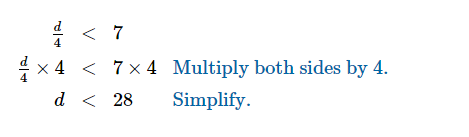 d/4 < 7
d/4 × 4 < 7 × 4 Multiply both sides by 4.
d < 28 Simplify.